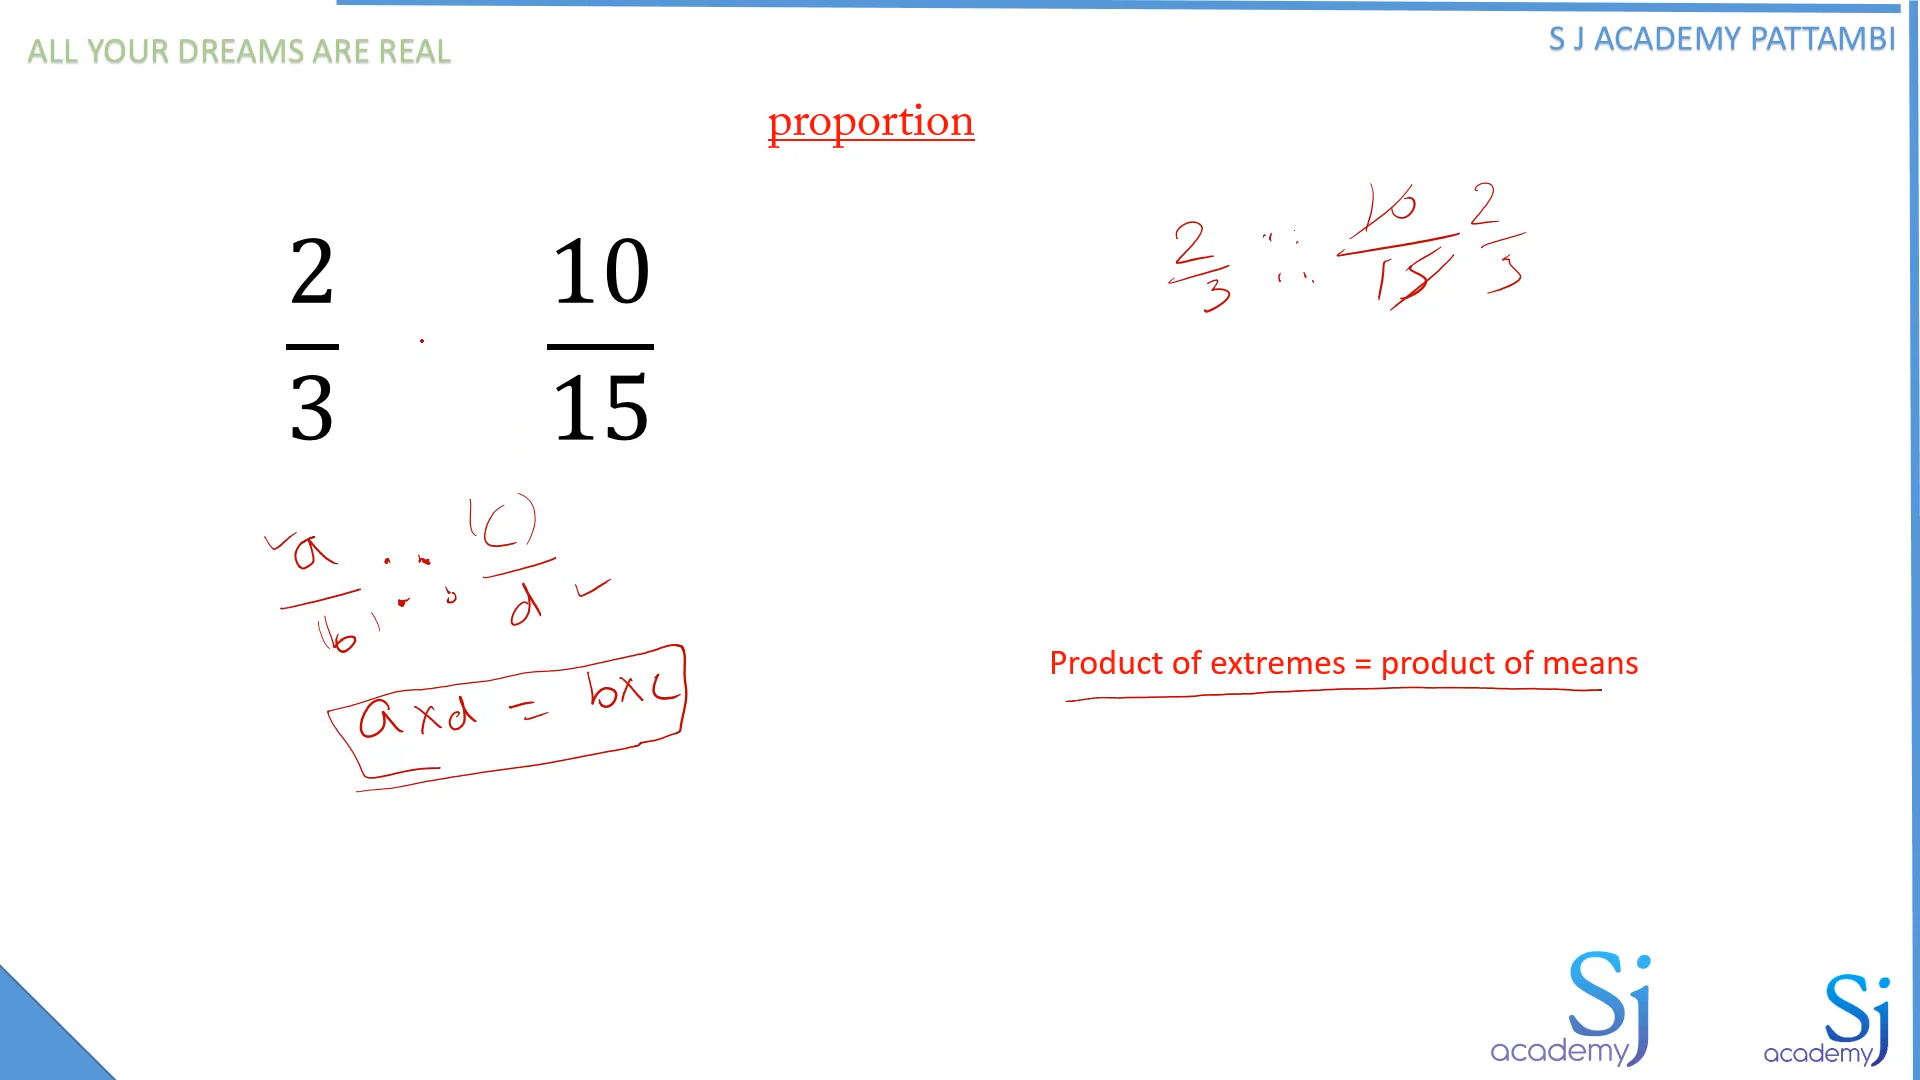 ALL YOUR DREAMS ARE REAL
S J ACADEMY PATTAMBI
proportion
2/3 10/15
2/3 :: 10/15 2/3
a/(b) :: (c)/d
a x d = b x c
Product of extremes = product of means
Sj academy
Sj academy